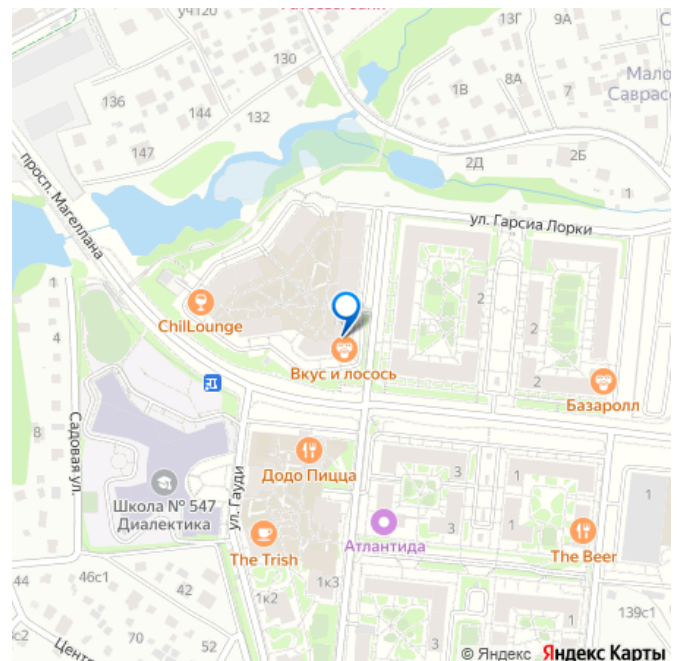 уч120
130
136
144
132
147
13Г
9А
8А
1В
Мало
2Д
2Б
1
просп. Магеллана
ул. Гарсиа Лорки
ChilLounge
Вкус и лосось
2
2
2
Базаролл
1
4
8
Садовая ул.
Школа № 547
Диалектика
ул. Гауди
Додо Пицца
The Trish
Атлантида
3
3
1
1
The Beer
44
46с1
42
70
52
1к2
1к3
3
1
139с1
© Яндекс Яндекс Карты